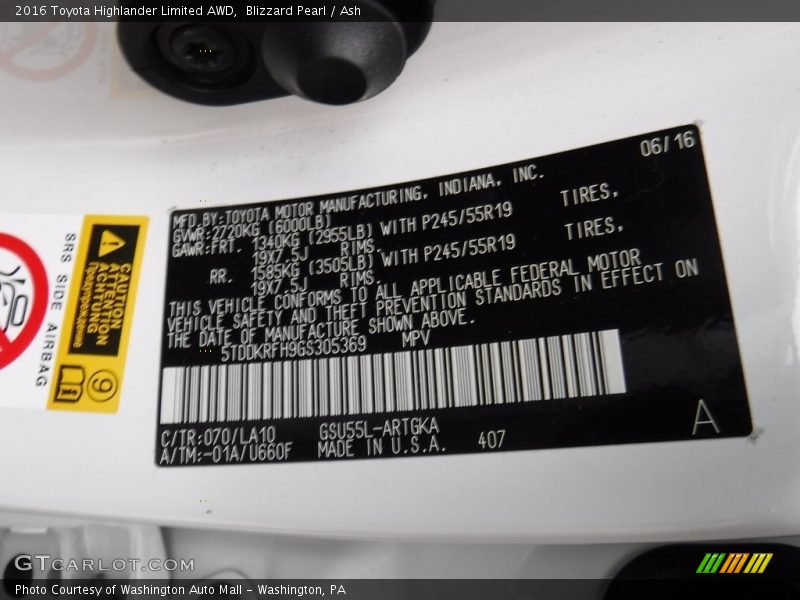 2016 Toyota Highlander Limited AWD,  Blizzard Pearl / Ash
06/16
MFD.BY:TOYOTA MOTOR MANUFACTURING, INDIANA, INC.
GVWR:2720KG (6000LB)
GAWR:FRT. 1340KG (2955LB) WITH P245/55R19 TIRES,
19X7.5J RIMS,
RR. 1585KG (3505LB) WITH P245/55R19 TIRES,
19X7.5J RIMS.
THIS VEHICLE CONFORMS TO ALL APPLICABLE FEDERAL MOTOR
VEHICLE SAFETY AND THEFT PREVENTION STANDARDS IN EFFECT ON
THE DATE OF MANUFACTURE SHOWN ABOVE.
5TDDKRFH9GS305369 MPV
C/TR:070/LA10 GSU55L-ARTGKA
A/TM:-01A/U660F MADE IN U.S.A. 407
A
SRS SIDE AIRBAG
CAUTION
ATTENTION
ACHTUNG
9
GTCARLOT.COM
Photo Courtesy of Washington Auto Mall - Washington, PA